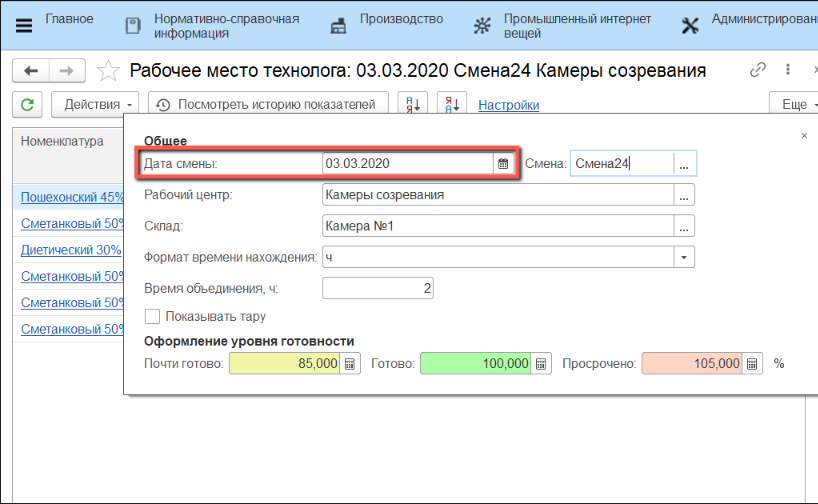 Главное
Нормативно-справочная
информация
Производство
Промышленный интернет
вещей
Администрирован
Рабочее место технолога: 03.03.2020 Смена24 Камеры созревания
Действия
Посмотреть историю показателей
Настройки
Еще
Номенкпатура
Общее
Дата смены: 03.03.2020 Смена: Смена24 ...
Рабочий центр: Камеры созревания ...
Склад: Камера №1 ...
Формат времени нахождения: ч
Время объединения, ч: 2
Показывать тару
Оформление уровня готовности
Почти готово: 85,000 Готово: 100,000 Просрочено: 105,000 %
Пошехонский 45%
Сметанковый 50%
Диетический 30%
Сметанковый 50%
Сметанковый 50%
Сметанковый 50%